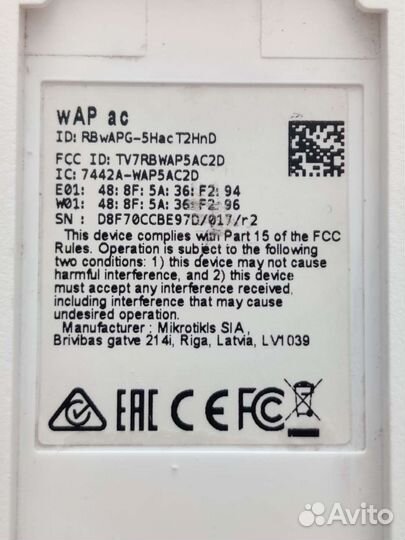 wAP ac
ID: RBwAPG-5HacT2HnD
FCC ID: TV7RBWAP5AC2D
IC: 7442A-WAP5AC2D
E01: 48: 8F: 5A: 36: F2: 94
W01: 48: 8F: 5A: 36: F2: 96
SN : D8F70CCBE97D/017/r2
This device complies with Part 15 of the FCC
Rules. Operation is subject to the following
two conditions: 1) this device may not cause
harmful interference, and 2) this device
must accept any interference received,
including interference that may cause
undesired operation.
Manufacturer : Mikrotikls SIA,
Brivibas gatve 214i, Riga, Latvia, LV1039
EAC CE FC
Avito